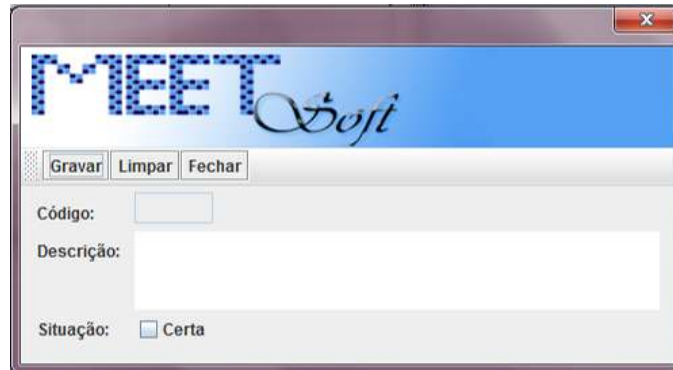 MEET Soft
Gravar Limpar Fechar
Código:
Descrição:
Situação: Certa